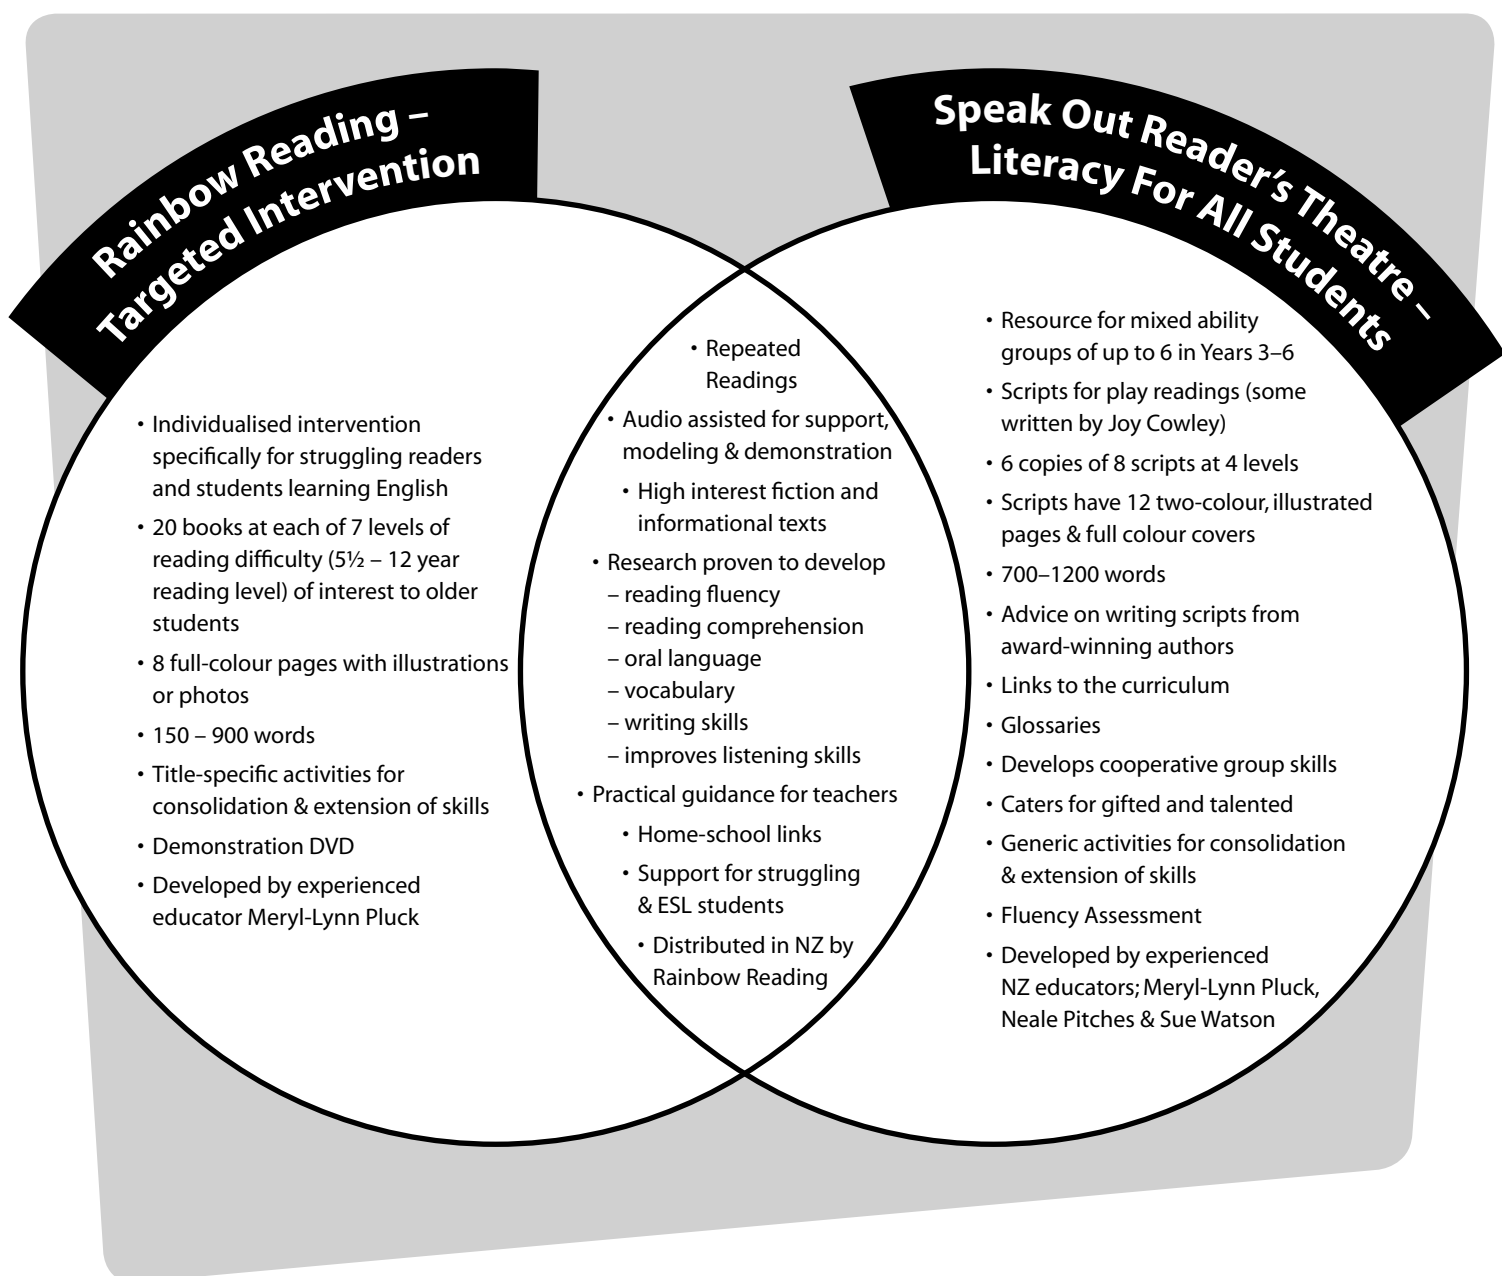 Rainbow Reading –
Targeted Intervention
• Individualised intervention
specifically for struggling readers
and students learning English
• 20 books at each of 7 levels of
reading difficulty (5½ – 12 year
reading level) of interest to older
students
• 8 full-colour pages with illustrations
or photos
• 150 – 900 words
• Title-specific activities for
consolidation & extension of skills
• Demonstration DVD
• Developed by experienced
educator Meryl-Lynn Pluck
• Repeated
Readings
• Audio assisted for support,
modeling & demonstration
• High interest fiction and
informational texts
• Research proven to develop
– reading fluency
– reading comprehension
– oral language
– vocabulary
– writing skills
– improves listening skills
• Practical guidance for teachers
• Home-school links
• Support for struggling
& ESL students
• Distributed in NZ by
Rainbow Reading
Speak Out Reader's Theatre –
Literacy For All Students
• Resource for mixed ability
groups of up to 6 in Years 3–6
• Scripts for play readings (some
written by Joy Cowley)
• 6 copies of 8 scripts at 4 levels
• Scripts have 12 two-colour, illustrated
pages & full colour covers
• 700–1200 words
• Advice on writing scripts from
award-winning authors
• Links to the curriculum
• Glossaries
• Develops cooperative group skills
• Caters for gifted and talented
• Generic activities for consolidation
& extension of skills
• Fluency Assessment
• Developed by experienced
NZ educators; Meryl-Lynn Pluck,
Neale Pitches & Sue Watson